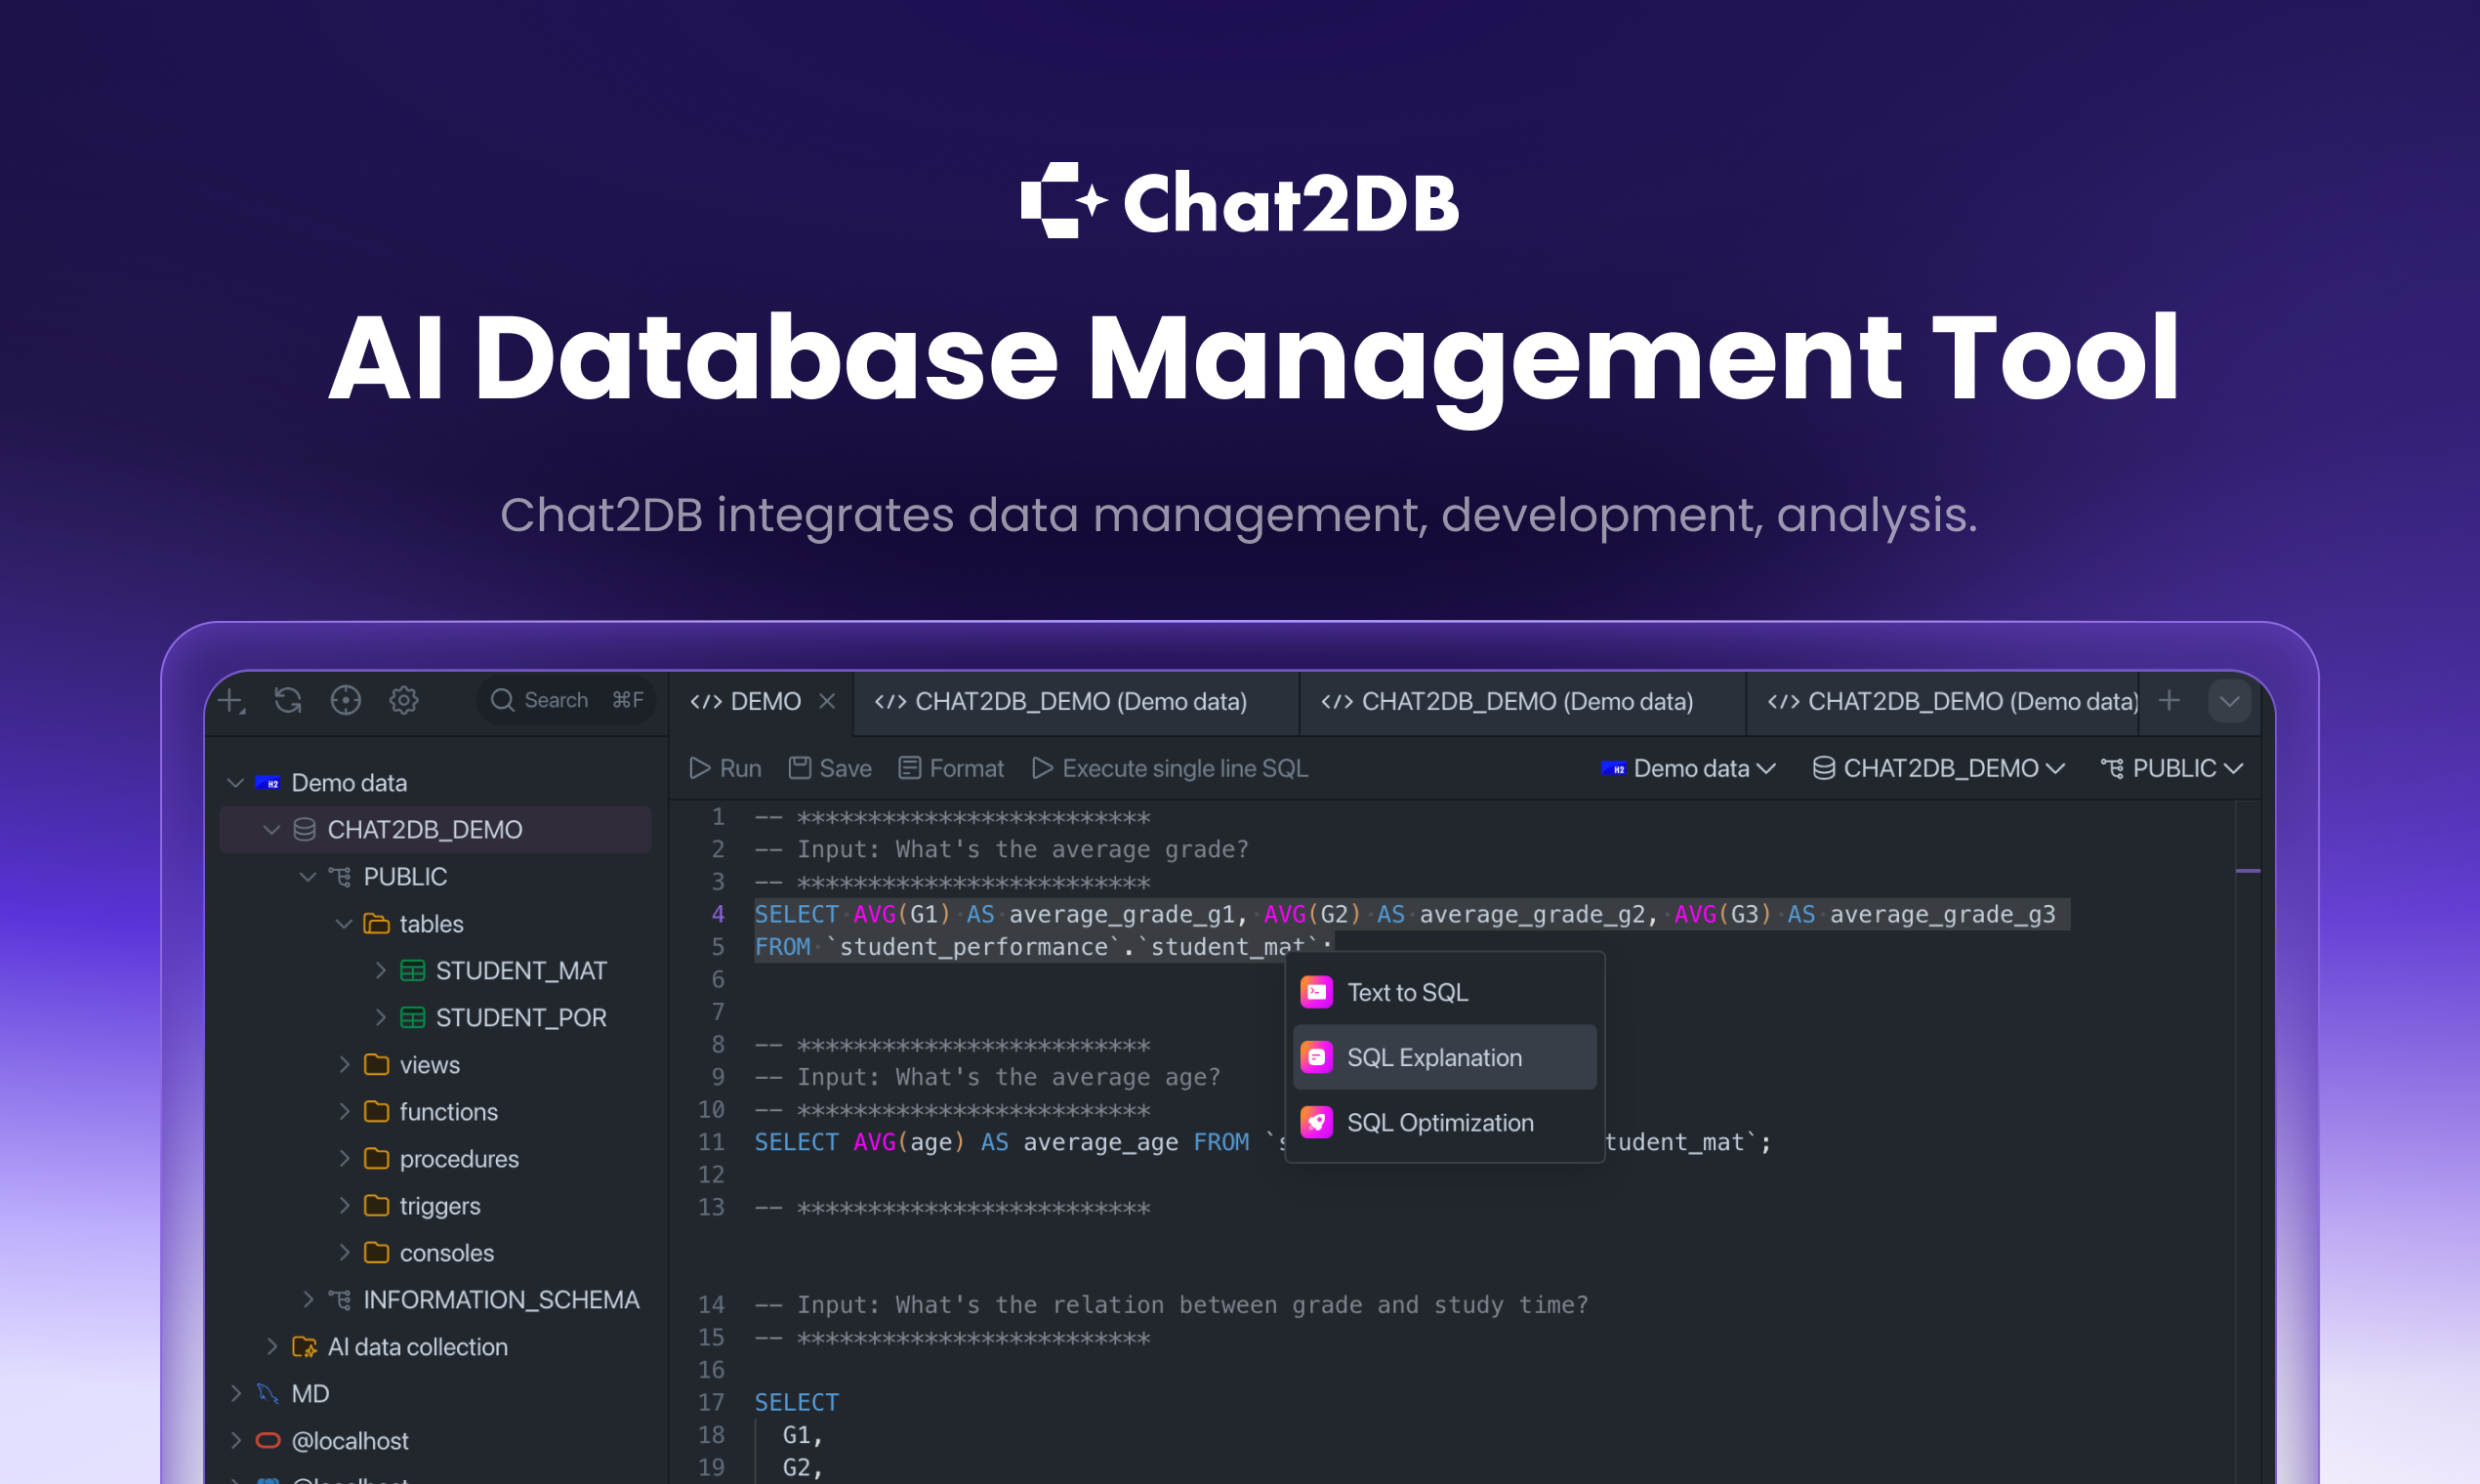 Chat2DB
AI Database Management Tool
Chat2DB integrates data management, development, analysis.
Search ⌘F
</> DEMO
</> CHAT2DB_DEMO (Demo data)
</> CHAT2DB_DEMO (Demo data)
</> CHAT2DB_DEMO (Demo data)
Run Save Format Execute single line SQL
H2 Demo data CHAT2DB_DEMO PUBLIC
H2 Demo data
CHAT2DB_DEMO
PUBLIC
tables
STUDENT_MAT
STUDENT_POR
views
functions
procedures
triggers
consoles
INFORMATION_SCHEMA
AI data collection
MD
@localhost
@localhost
1 -- *************************
2 -- Input: What's the average grade?
3 -- *************************
4 SELECT AVG(G1) AS average_grade_g1, AVG(G2) AS average_grade_g2, AVG(G3) AS average_grade_g3
5 FROM `student_performance`.`student_mat`;
6
7
8 -- *************************
9 -- Input: What's the average age?
10 -- *************************
11 SELECT AVG(age) AS average_age FROM `s tudent_mat`;
12
13 -- *************************
14 -- Input: What's the relation between grade and study time?
15 -- *************************
16
17 SELECT
18 G1,
19 G2,
Text to SQL
SQL Explanation
SQL Optimization